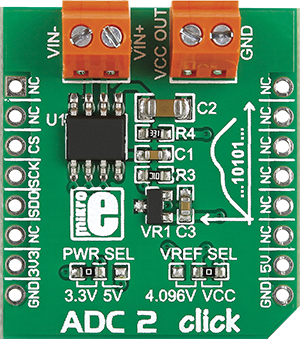 VIN-
VIN+
VCC OUT
GND
NC
NC
CS
SCK
SDO
NC
3V3
GND
NC
NC
NC
NC
NC
NC
5V
GND
U1
C2
R4
C1
R3
VR1 C3
...10101...
mikro
e
PWR SEL
3.3V 5V
VREF SEL
4.096V VCC
ADC 2 click